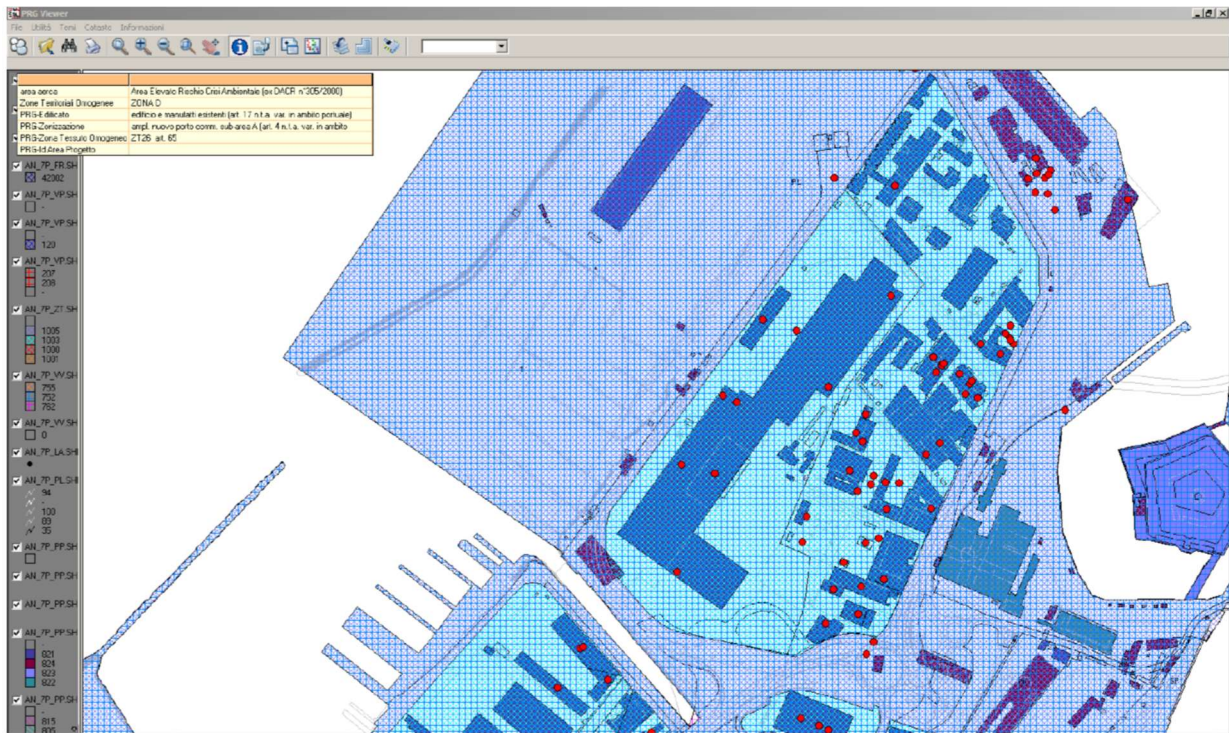 PRG Viewer
File Utilità Temi Catasto Informazioni
area aerca Area Elevato Rischio Crisi Ambientale (ex DACR n°305/2000)
Zone Territoriali Omogenee ZONA D
PRG-Edificato edificio e manufatti esistenti (art. 17 n.t.a. var. in ambito portuale)
PRG-Zonizzazione ampl. nuovo porto comm. sub-area A (art. 4 n.t.a. var. in ambito
PRG-Zona Tessuto Omogeneo ZT26 art. 65
PRG-Id.Area Progetto
AN_7P_FR.SH
42002
AN_7P_VP.SH
-
AN_7P_VP.SH
-
120
AN_7P_VP.SH
207
208
-
AN_7P_ZT.SH
1005
1003
1000
1001
AN_7P_VV.SH
755
752
782
AN_7P_VV.SH
0
AN_7P_LA.SH
AN_7P_PL.SH
94
-
100
89
35
AN_7P_PP.SH
AN_7P_PP.SH
AN_7P_PP.SH
AN_7P_PP.SH
-
821
824
823
822
AN_7P_PP.SH
-
815
805